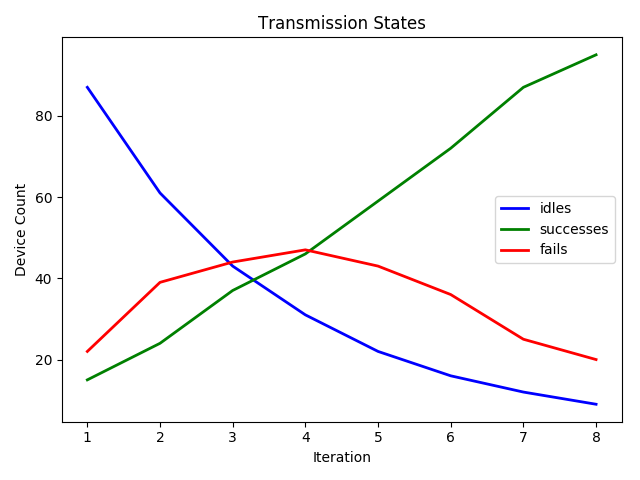 Transmission States
Device Count
80
60
40
20
idles
successes
fails
1 2 3 4 5 6 7 8
Iteration